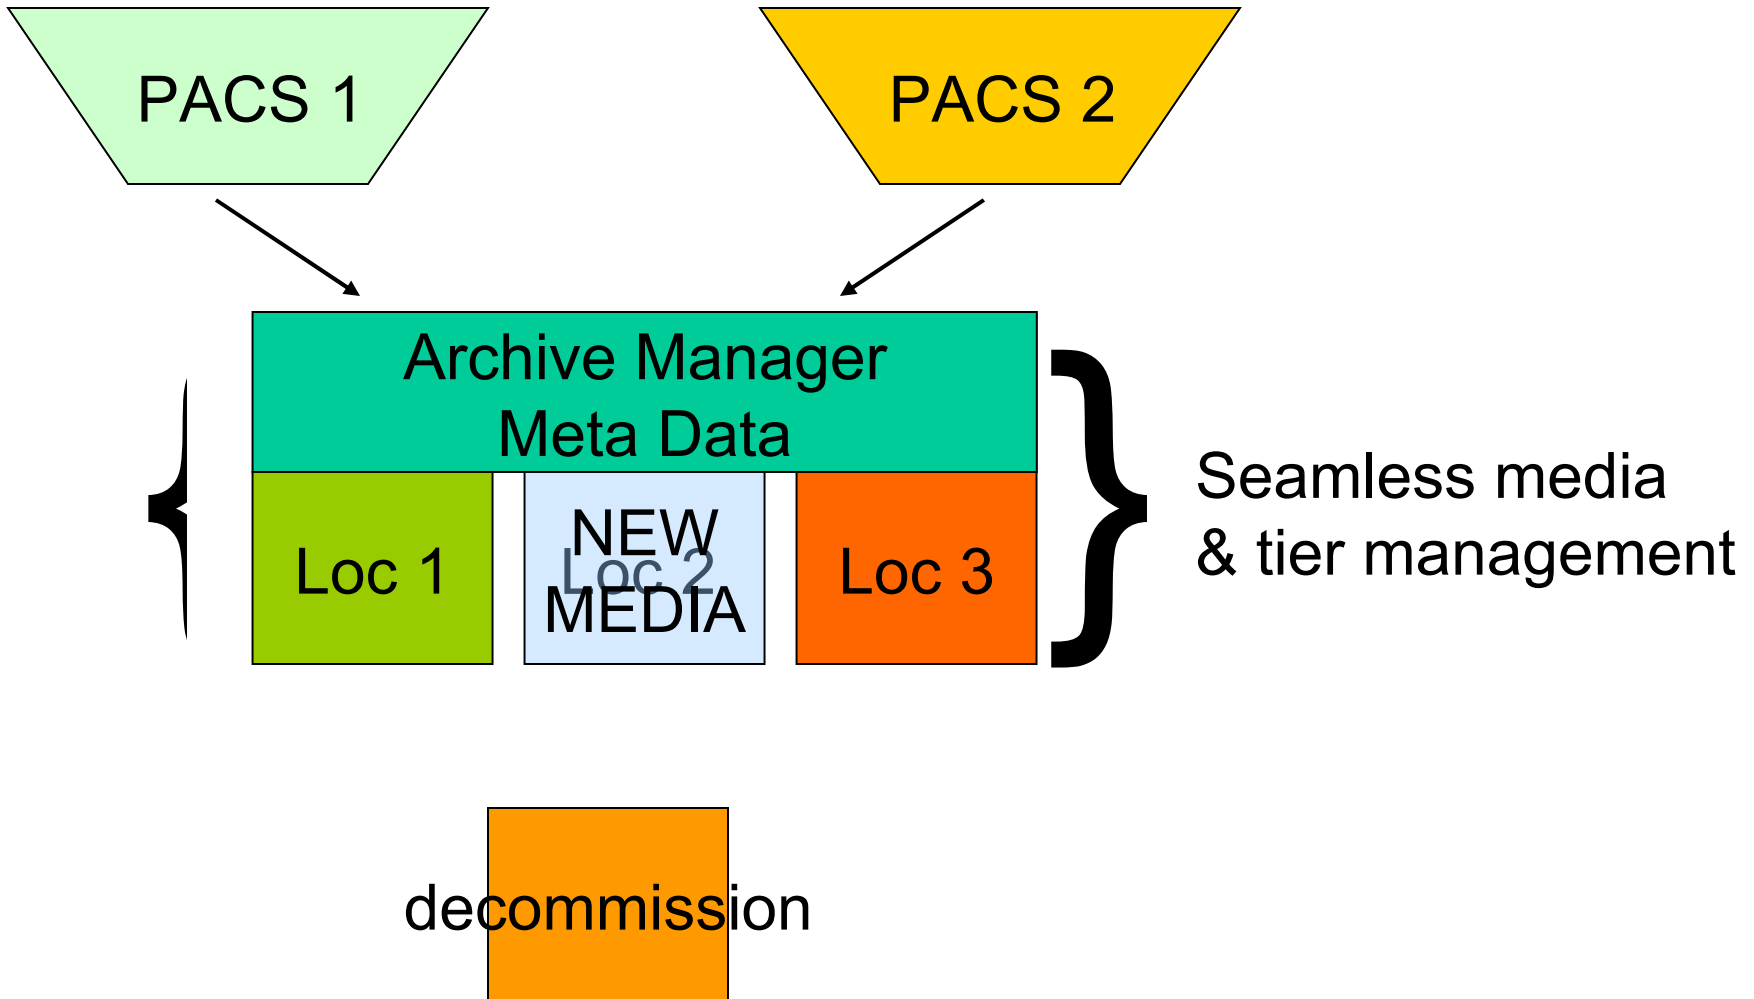 PACS 1
PACS 2
Archive Manager
Meta Data
Loc 1
NEW
Loc 2
MEDIA
Loc 3
}
Seamless media
& tier management
decommission